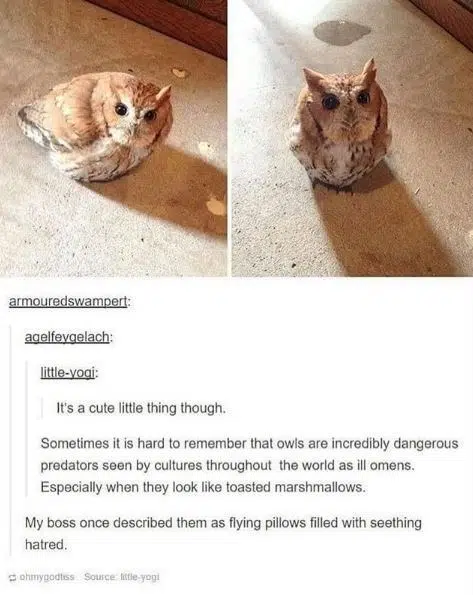 armouredswampert:
agelfeygelach:
little-yogi:
It's a cute little thing though.
Sometimes it is hard to remember that owls are incredibly dangerous
predators seen by cultures throughout the world as ill omens.
Especially when they look like toasted marshmallows.
My boss once described them as flying pillows filled with seething
hatred.
ohmygodtiss Source: little-yogi